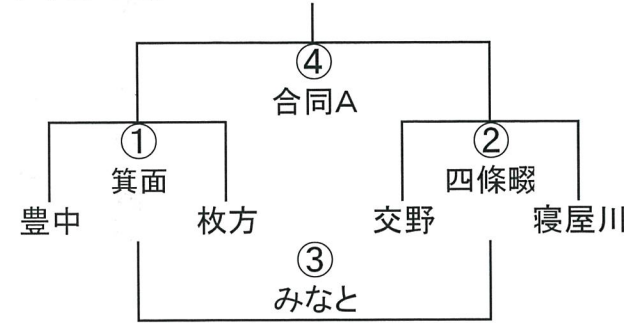 ④
合同A
①
箕面
②
四條畷
豊中
枚方
交野
寝屋川
③
みなと